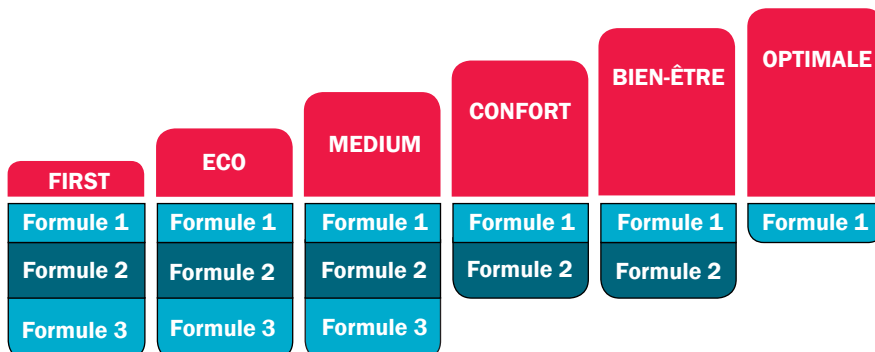 FIRST
ECO
MEDIUM
CONFORT
BIEN-ÊTRE
OPTIMALE
Formule 1
Formule 1
Formule 1
Formule 1
Formule 1
Formule 1
Formule 2
Formule 2
Formule 2
Formule 2
Formule 2
Formule 3
Formule 3
Formule 3